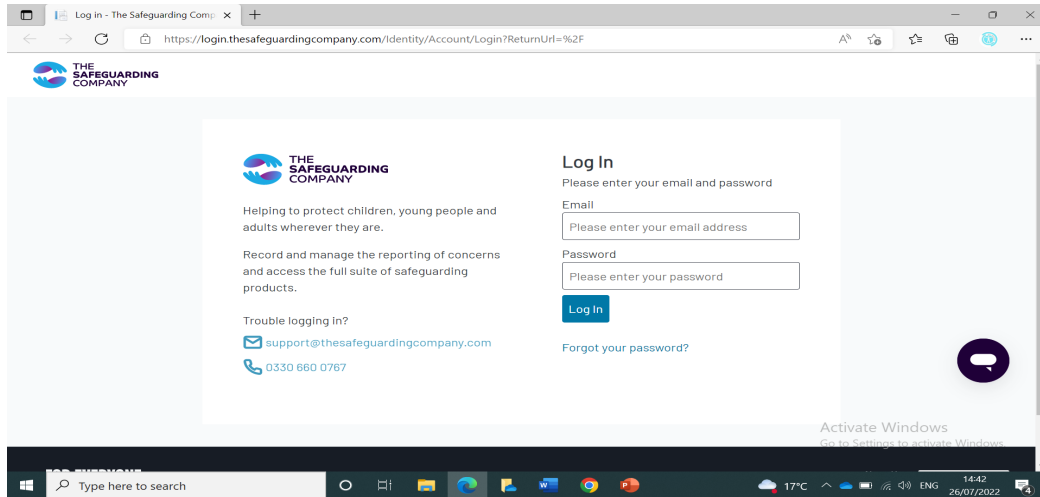 Log in - The Safeguarding Comp
https://login.thesafeguardingcompany.com/Identity/Account/Login?ReturnUrl=%2F
THE
SAFEGUARDING
COMPANY
THE
SAFEGUARDING
COMPANY
Helping to protect children, young people and
adults wherever they are.
Record and manage the reporting of concerns
and access the full suite of safeguarding
products.
Trouble logging in?
support@thesafeguardingcompany.com
0330 660 0767
Log In
Please enter your email and password
Email
Please enter your email address
Password
Please enter your password
Log In
Forgot your password?
Activate Windows
Go to Settings to activate Windows.
FOR EVERYONE
Type here to search
17°C
ENG
14:42
26/07/2022
4